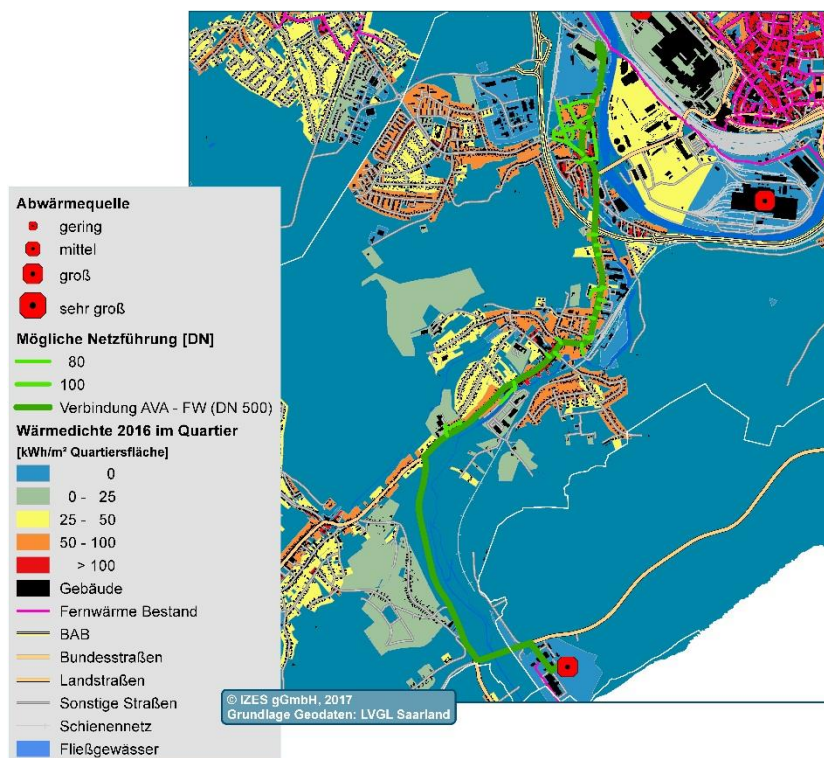 Abwärmequelle
gering
mittel
groß
sehr groß
Mögliche Netzführung [DN]
80
100
Verbindung AVA - FW (DN 500)
Wärmedichte 2016 im Quartier
[kWh/m² Quartiersfläche]
0
0 - 25
25 - 50
50 - 100
> 100
Gebäude
Fernwärme Bestand
BAB
Bundesstraßen
Landstraßen
Sonstige Straßen
Schienennetz
Fließgewässer
© IZES gGmbH, 2017
Grundlage Geodaten: LVGL Saarland